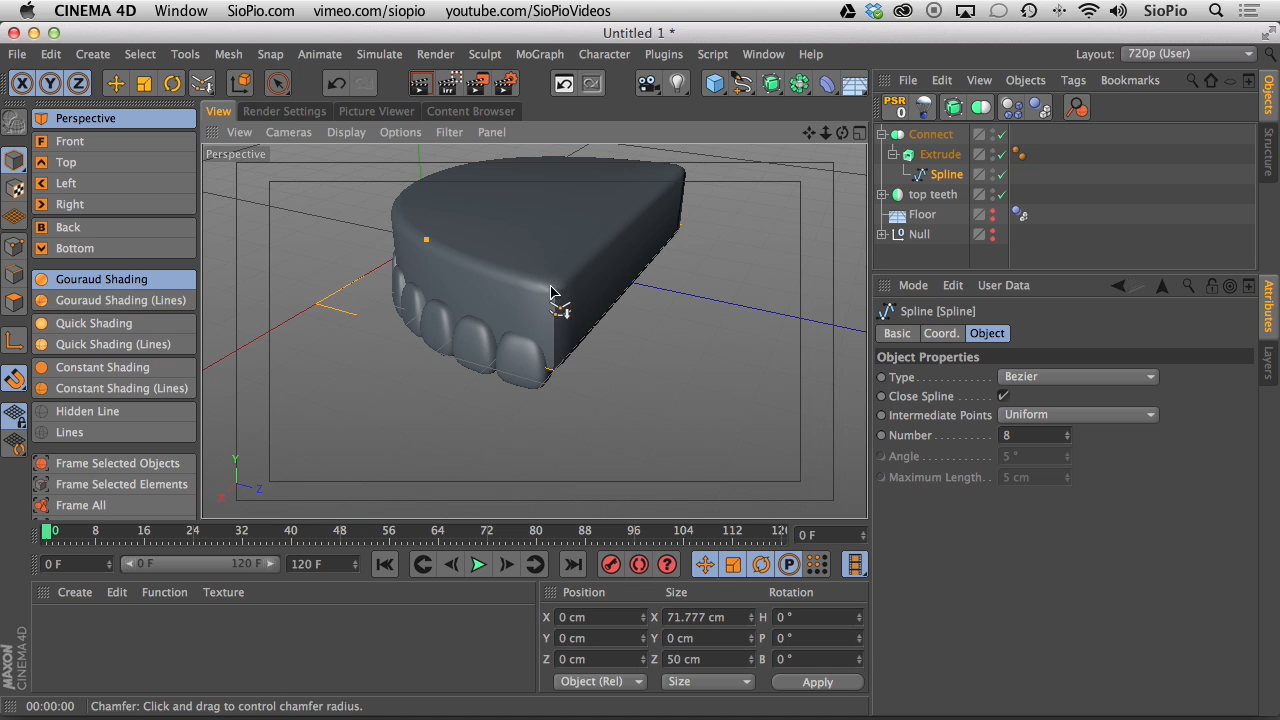 CINEMA 4D Window SioPio.com vimeo.com/siopio youtube.com/SioPioVideos SioPio
Untitled 1 *
File Edit Create Select Tools Mesh Snap Animate Simulate Render Sculpt MoGraph Character Plugins Script Window Help Layout: 720p (User)
X Y Z
File Edit View Objects Tags Bookmarks
Objects
Structure
PSR
0
View Render Settings Picture Viewer Content Browser
View Cameras Display Options Filter Panel
Perspective
Perspective
F Front
T Top
L Left
R Right
B Back
B Bottom
Gouraud Shading
Gouraud Shading (Lines)
Quick Shading
Quick Shading (Lines)
Constant Shading
Constant Shading (Lines)
Hidden Line
Lines
Frame Selected Objects
Frame Selected Elements
Frame All
Y
X
Z
Connect
Extrude
Spline
top teeth
Floor
Null
Mode Edit User Data
Attributes
Layers
Spline [Spline]
Basic Coord. Object
Object Properties
Type Bezier
Close Spline
Intermediate Points Uniform
Number 8
Angle 5 °
Maximum Length 5 cm
0 8 16 24 32 40 48 56 64 72 80 88 96 104 112 12
0 F
0 F 0 F 120 F 120 F
P
Create Edit Function Texture
Position Size Rotation
X 0 cm X 71.777 cm H 0 °
Y 0 cm Y 0 cm P 0 °
Z 0 cm Z 50 cm B 0 °
Object (Rel) Size Apply
MAXON CINEMA 4D
00:00:00 Chamfer: Click and drag to control chamfer radius.